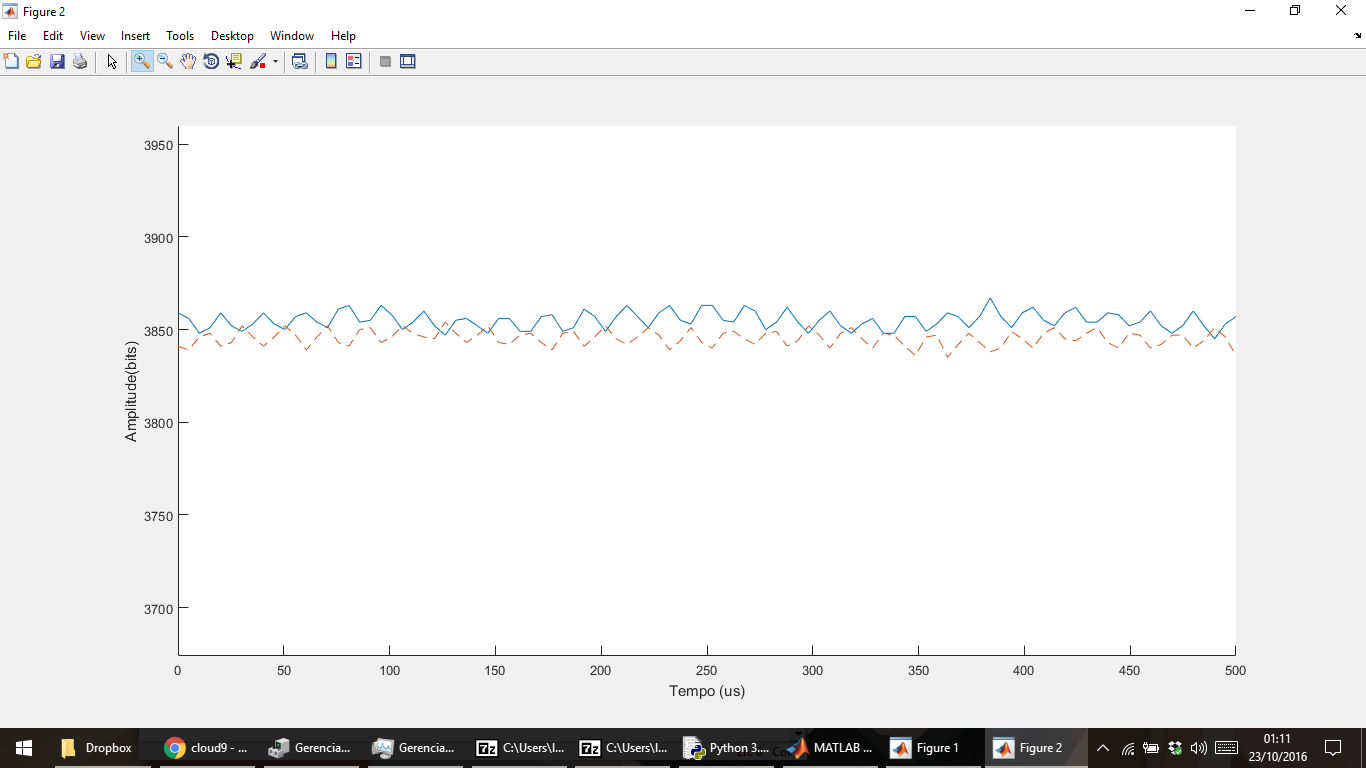 Figure 2
File Edit View Insert Tools Desktop Window Help
3950
3900
3850
3800
3750
3700
Amplitude(bits)
0 50 100 150 200 250 300 350 400 450 500
Tempo (us)
Dropbox cloud9 - ... Gerencia... Gerencia... C:\Users\I... C:\Users\I... Python 3.... MATLAB ... Figure 1 Figure 2
01:11
23/10/2016